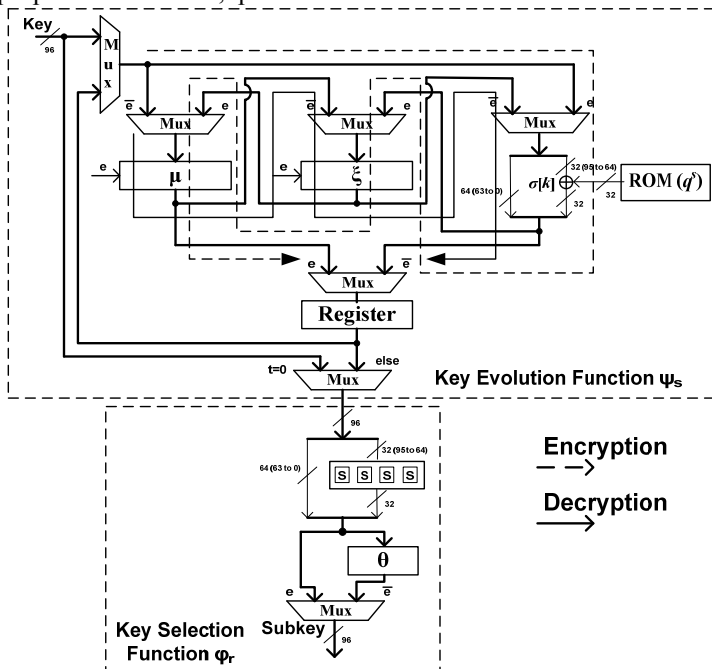 Key
96
Mux
e̅
e
e̅
e
e̅
e
Mux
Mux
Mux
e
μ
e
ξ
64 (63 to 0)
σ[k]
32 (95 to 64)
32
32
ROM (qˢ)
e
e̅
Mux
Register
t=0
else
Mux
Key Evolution Function ψₛ
96
64 (63 to 0)
32 (95 to 64)
S S S S
32
Encryption
Decryption
θ
e
e̅
Mux
Subkey
96
Key Selection
Function φᵣ